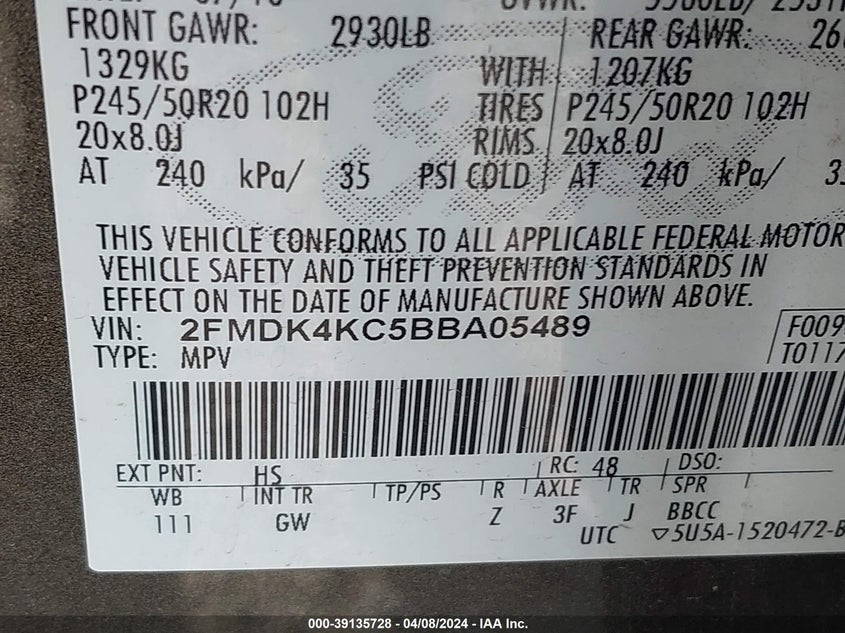 FRONT GAWR: 2930LB REAR GAWR:
1329KG WITH 1207KG
P245/50R20 102H TIRES P245/50R20 102H
20x8.0J RIMS 20x8.0J
AT 240 kPa/ 35 PSI COLD AT 240 kPa/
THIS VEHICLE CONFORMS TO ALL APPLICABLE FEDERAL MOTOR
VEHICLE SAFETY AND THEFT PREVENTION STANDARDS IN
EFFECT ON THE DATE OF MANUFACTURE SHOWN ABOVE.
VIN: 2FMDK4KC5BBA05489 F009
TYPE: MPV T0117
EXT PNT: HS RC: 48 DSO:
WB INT TR TP/PS R AXLE TR SPR
111 GW Z 3F J BBCC
UTC ▽5U5A-1520472-B
000-39135728 - 04/08/2024 - IAA Inc.